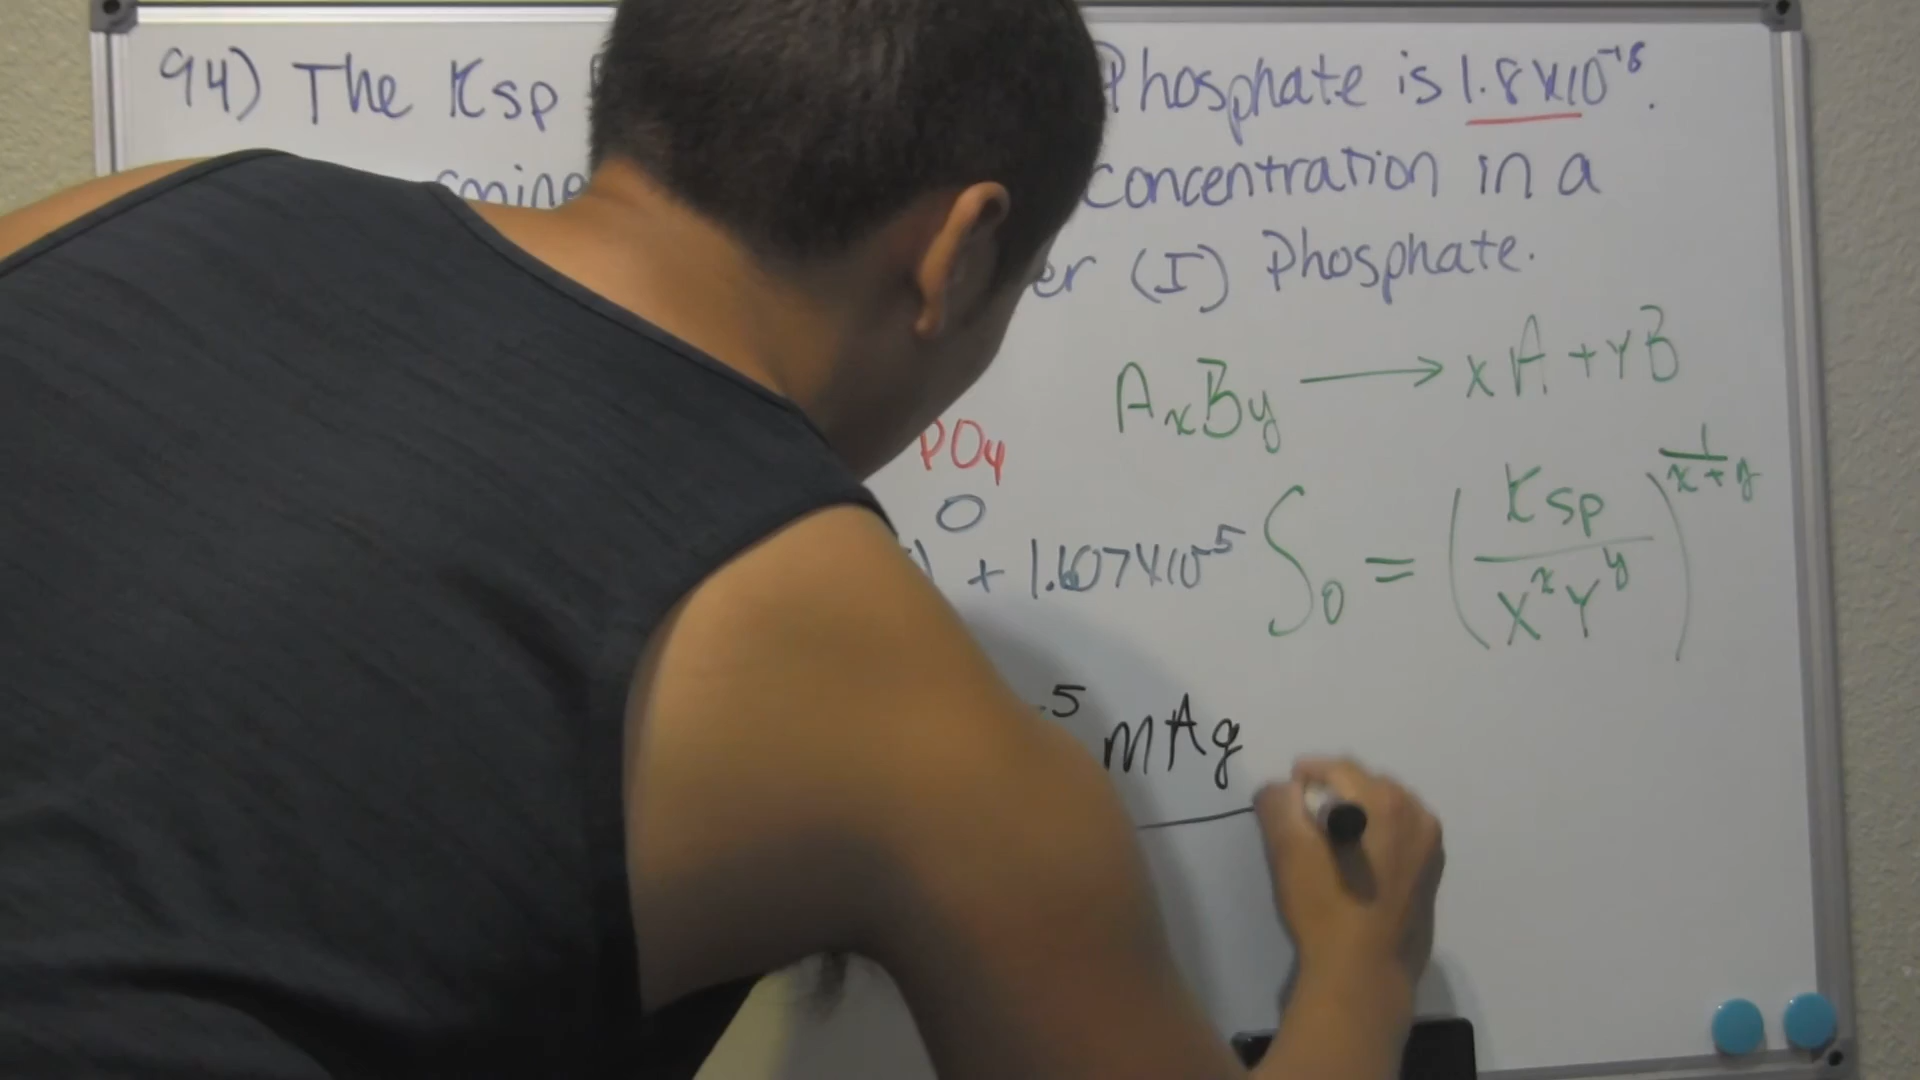 94) The Ksp Phosphate is 1.8x10⁻¹⁸.
concentration in a
er (I) Phosphate.
AxBy → xA + yB
PO4
0
+ 1.607x10⁻⁵
S₀ = (Ksp / XˣYʸ)^(1/(x+y))
-5 mAg